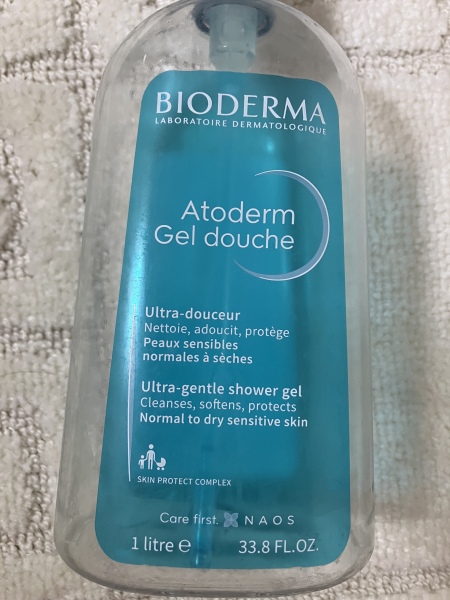 BIODERMA
LABORATOIRE DERMATOLOGIQUE
Atoderm
Gel douche
Ultra-douceur
Nettoie, adoucit, protège
Peaux sensibles
normales à sèches
Ultra-gentle shower gel
Cleanses, softens, protects
Normal to dry sensitive skin
SKIN PROTECT COMPLEX
Care first. NAOS
1 litre ℮ 33.8 FL.OZ.